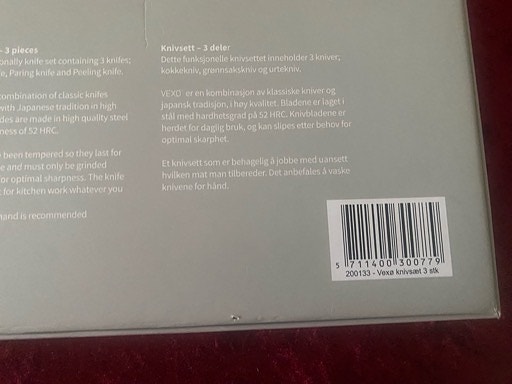 – 3 pieces
onally knife set containing 3 knifes;
e, Paring knife and Peeling knife.
ombination of classic knifes
with Japanese tradition in high
des are made in high quality steel
ness of 52 HRC.
been tempered so they last for
e and must only be grinded
for optimal sharpness. The knife
t for kitchen work whatever you
hand is recommended
Knivsett – 3 deler
Dette funksjonelle knivsettet inneholder 3 kniver;
kokkekniv, grønnsakskniv og urtekniv.
VEXØ er en kombinasjon av klassiske kniver og
japansk tradisjon, i høy kvalitet. Bladene er laget i
stål med hardhetsgrad på 52 HRC. Knivbladene er
herdet for daglig bruk, og kan slipes etter behov for
optimal skarphet.
Et knivsett som er behagelig å jobbe med uansett
hvilken mat man tilbereder. Det anbefales å vaske
knivene for hånd.
5 711400 300779
200133 - Vexø knivsæt 3 stk